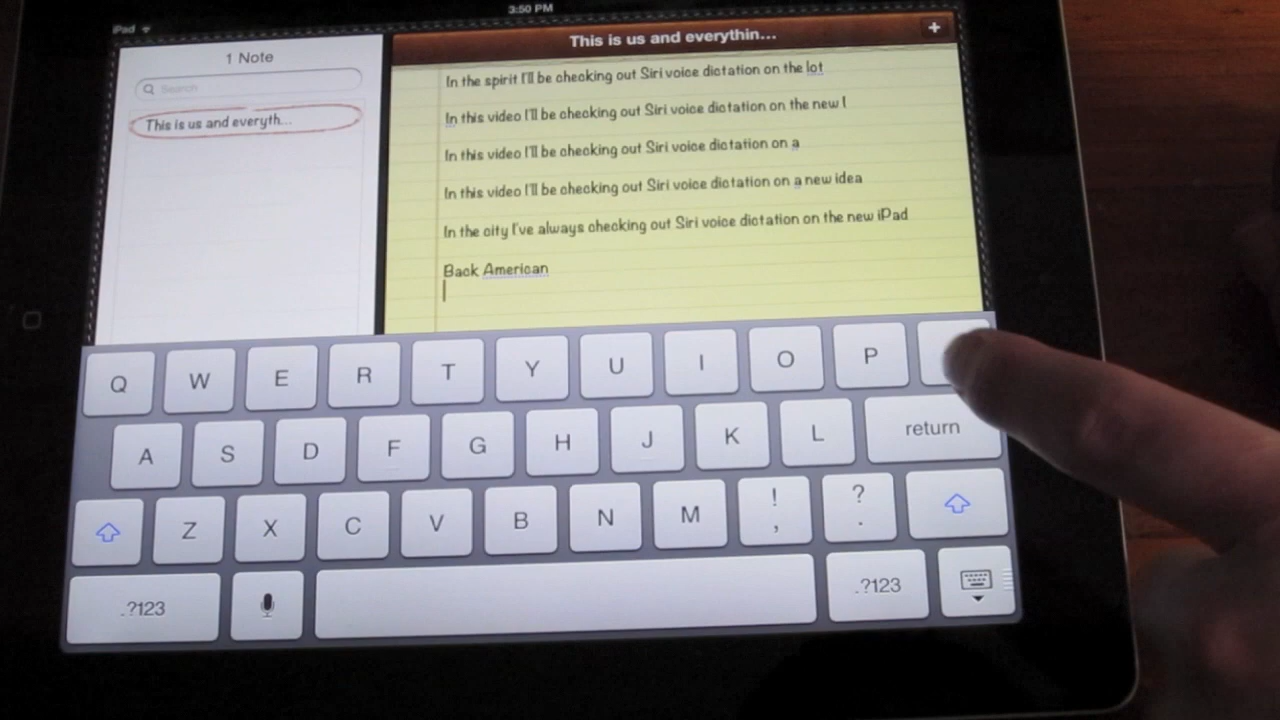 3:50 PM
iPad
1 Note
This is us and everythin...
+
Search
This is us and everyth...
In the spirit I'll be checking out Siri voice dictation on the lot
In this video I'll be checking out Siri voice dictation on the new l
In this video I'll be checking out Siri voice dictation on a
In this video I'll be checking out Siri voice dictation on a new idea
In the city I've always checking out Siri voice dictation on the new iPad
Back American
Q W E R T Y U I O P
A S D F G H J K L return
Z X C V B N M ! , ? .
.?123 .?123